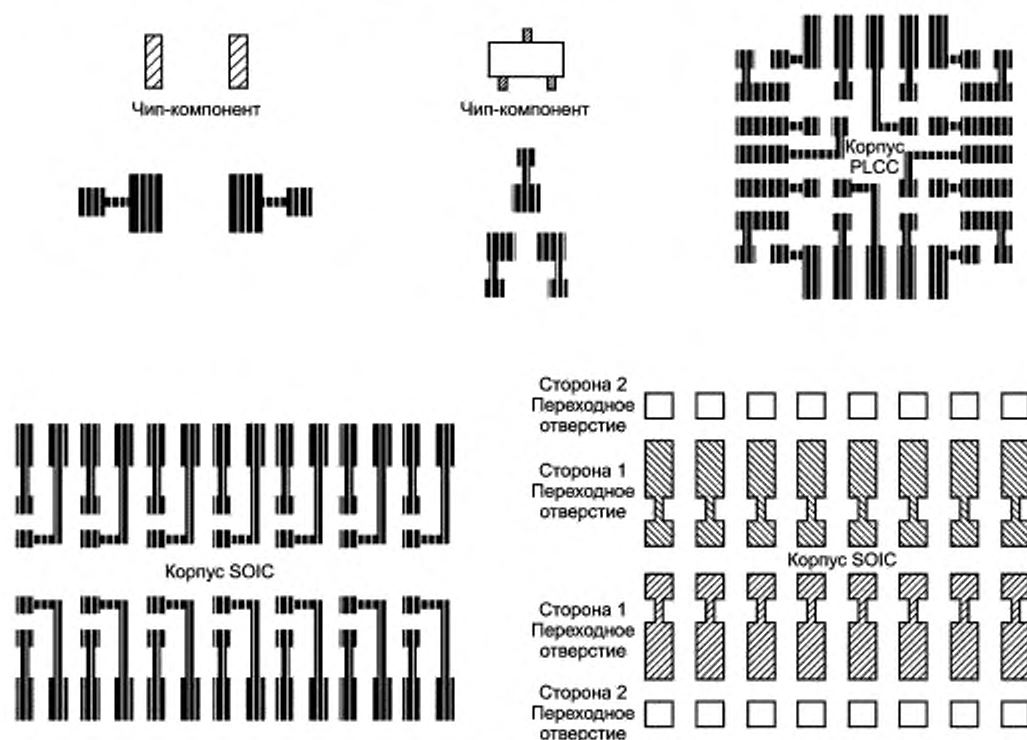 Чип-компонент
Чип-компонент
Корпус
PLCC
Корпус SOIC
Сторона 2
Переходное
отверстие
Сторона 1
Переходное
отверстие
Корпус SOIC
Сторона 1
Переходное
отверстие
Сторона 2
Переходное
отверстие